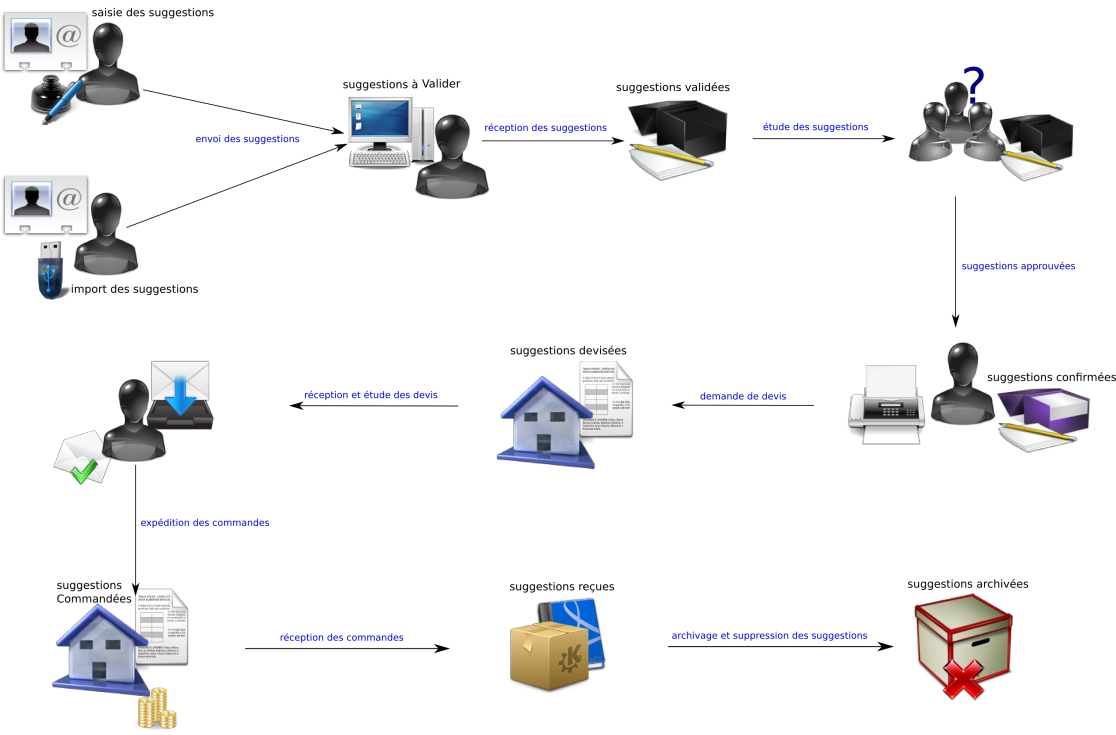 saisie des suggestions
@
suggestions à Valider
envoi des suggestions
réception des suggestions
suggestions validées
étude des suggestions
?
@
import des suggestions
suggestions approuvées
suggestions confirmées
demande de devis
suggestions devisées
réception et étude des devis
expédition des commandes
suggestions
Commandées
réception des commandes
suggestions reçues
K
archivage et suppression des suggestions
suggestions archivées